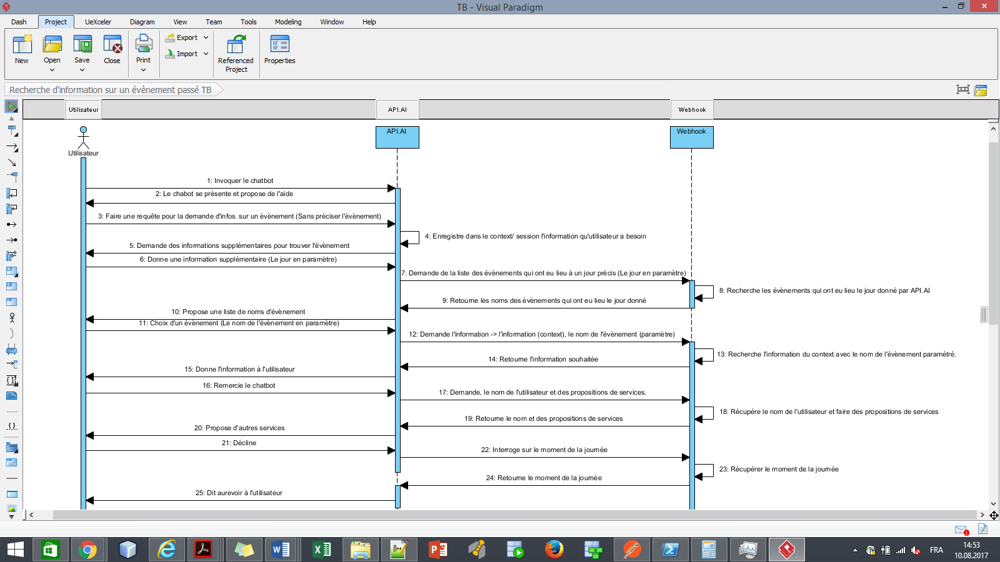 TB - Visual Paradigm
Dash Project UeXceler Diagram View Team Tools Modeling Window Help
New Open Save Close Print Export Import Referenced Project Properties
Recherche d'information sur un évènement passé TB
Utilisateur API.AI Webhook
API.AI Webhook
Utilisateur
1: Invoquer le chatbot
2: Le chabot se présente et propose de l'aide
3: Faire une requête pour la demande d'infos. sur un évènement (Sans préciser l'évènement)
4: Enregistre dans le context/ session l'information qu'utilisateur a besoin
5: Demande des informations supplémentaires pour trouver l'évènement
6: Donne une information supplémentaire (Le jour en paramètre)
7: Demande de la liste des évènements qui ont eu lieu à un jour précis (Le jour en paramètre)
8: Recherche les évènements qui ont eu lieu le jour donné par API.AI
9: Retourne les noms des évènements qui ont eu lieu le jour donné
10: Propose une liste de noms d'évènement
11: Choix d'un évènement (Le nom de l'évènement en paramètre)
12: Demande l'information -> l'information (context), le nom de l'évènement (paramètre)
13: Recherche l'information du context avec le nom de l'évènement paramétré.
14: Retourne l'information souhaitée
15: Donne l'information à l'utilisateur
16: Remercie le chatbot
17: Demande, le nom de l'utilisateur et des propositions de services.
18: Récupére le nom de l'utilisateur et faire des propositions de services
19: Retourne le nom et des propositions de services
20: Propose d'autres services
21: Décline
22: Interroge sur le moment de la journée
23: Récupérer le moment de la journée
24: Retourne le moment de la journée
25: Dit aurevoir à l'utilisateur
FRA
14:53
10.08.2017